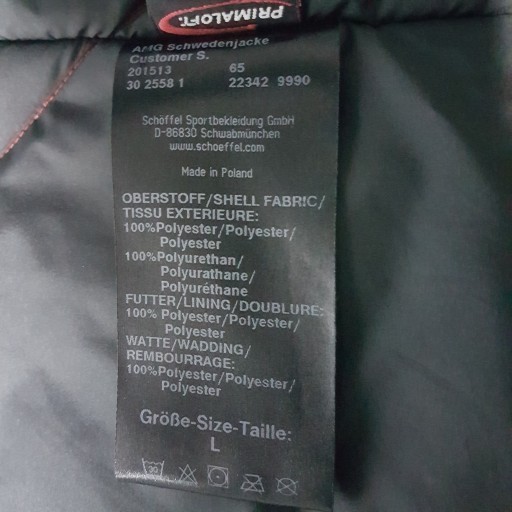 PRIMALOFT
AMG Schwedenjacke
Customer S.
201513 65
30 2558 1 22342 9990
Schöffel Sportbekleidung GmbH
D-86830 Schwabmünchen
www.schoeffel.com
Made in Poland
OBERSTOFF/SHELL FABRIC/
TISSU EXTERIEURE:
100%Polyester/Polyester/
Polyester
100%Polyurethan/
Polyurathane/
Polyuréthane
FUTTER/LINING/DOUBLURE:
100% Polyester/Polyester/
Polyester
WATTE/WADDING/
REMBOURRAGE:
100%Polyester/Polyester/
Polyester
Größe-Size-Taille:
L
30